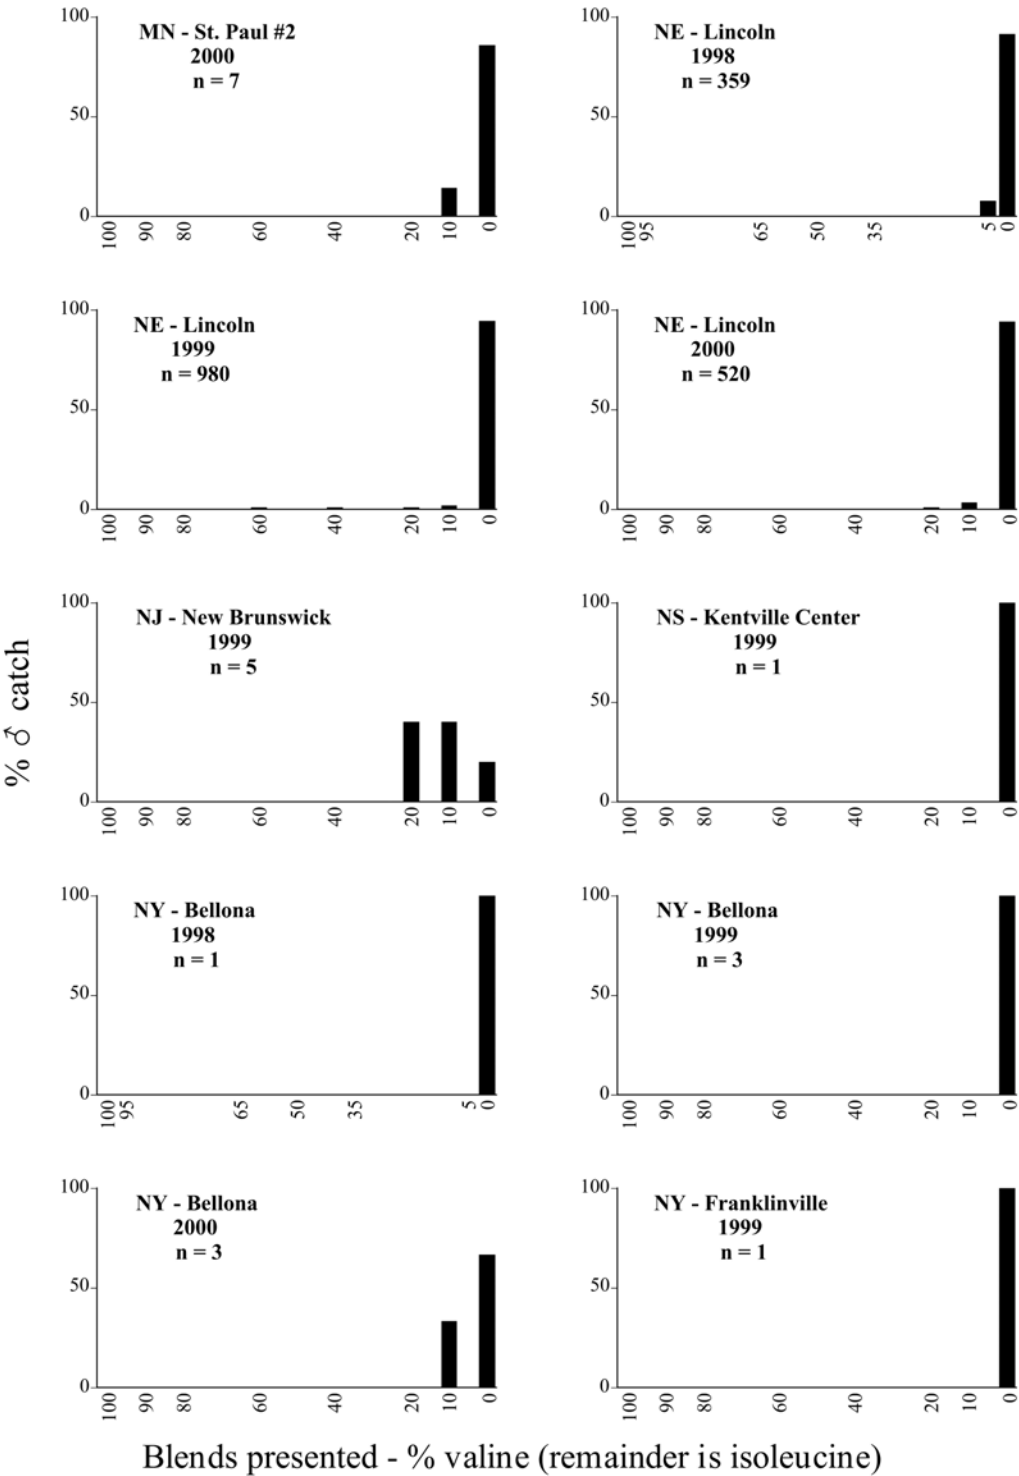 MN - St. Paul #2
2000
n = 7
100
50
0
100 90 80 60 40 20 10 0
NE - Lincoln
1998
n = 359
100
50
0
100 95 65 50 35 5 0
NE - Lincoln
1999
n = 980
100
50
0
100 90 80 60 40 20 10 0
NE - Lincoln
2000
n = 520
100
50
0
100 90 80 60 40 20 10 0
% ♂ catch
NJ - New Brunswick
1999
n = 5
100
50
0
100 90 80 60 40 20 10 0
NS - Kentville Center
1999
n = 1
100
50
0
100 90 80 60 40 20 10 0
NY - Bellona
1998
n = 1
100
50
0
100 95 65 50 35 5 0
NY - Bellona
1999
n = 3
100
50
0
100 90 80 60 40 20 10 0
NY - Bellona
2000
n = 3
100
50
0
100 90 80 60 40 20 10 0
NY - Franklinville
1999
n = 1
100
50
0
100 90 80 60 40 20 10 0
Blends presented - % valine (remainder is isoleucine)